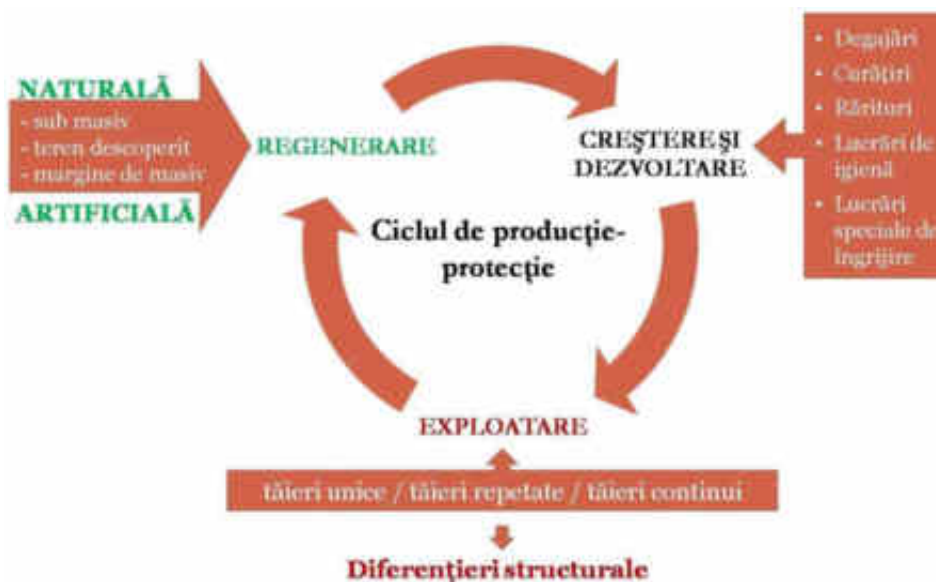 NATURALĂ
- sub masiv
- teren descoperit
- margine de masiv
ARTIFICIALĂ
REGENERARE
CREŞTERE ŞI
DEZVOLTARE
• Degajări
• Curăţiri
• Rărituri
• Lucrări de
igienă
• Lucrări
speciale de
îngrijire
Ciclul de producţie-
protecţie
EXPLOATARE
tăieri unice / tăieri repetate / tăieri continui
Diferenţieri structurale